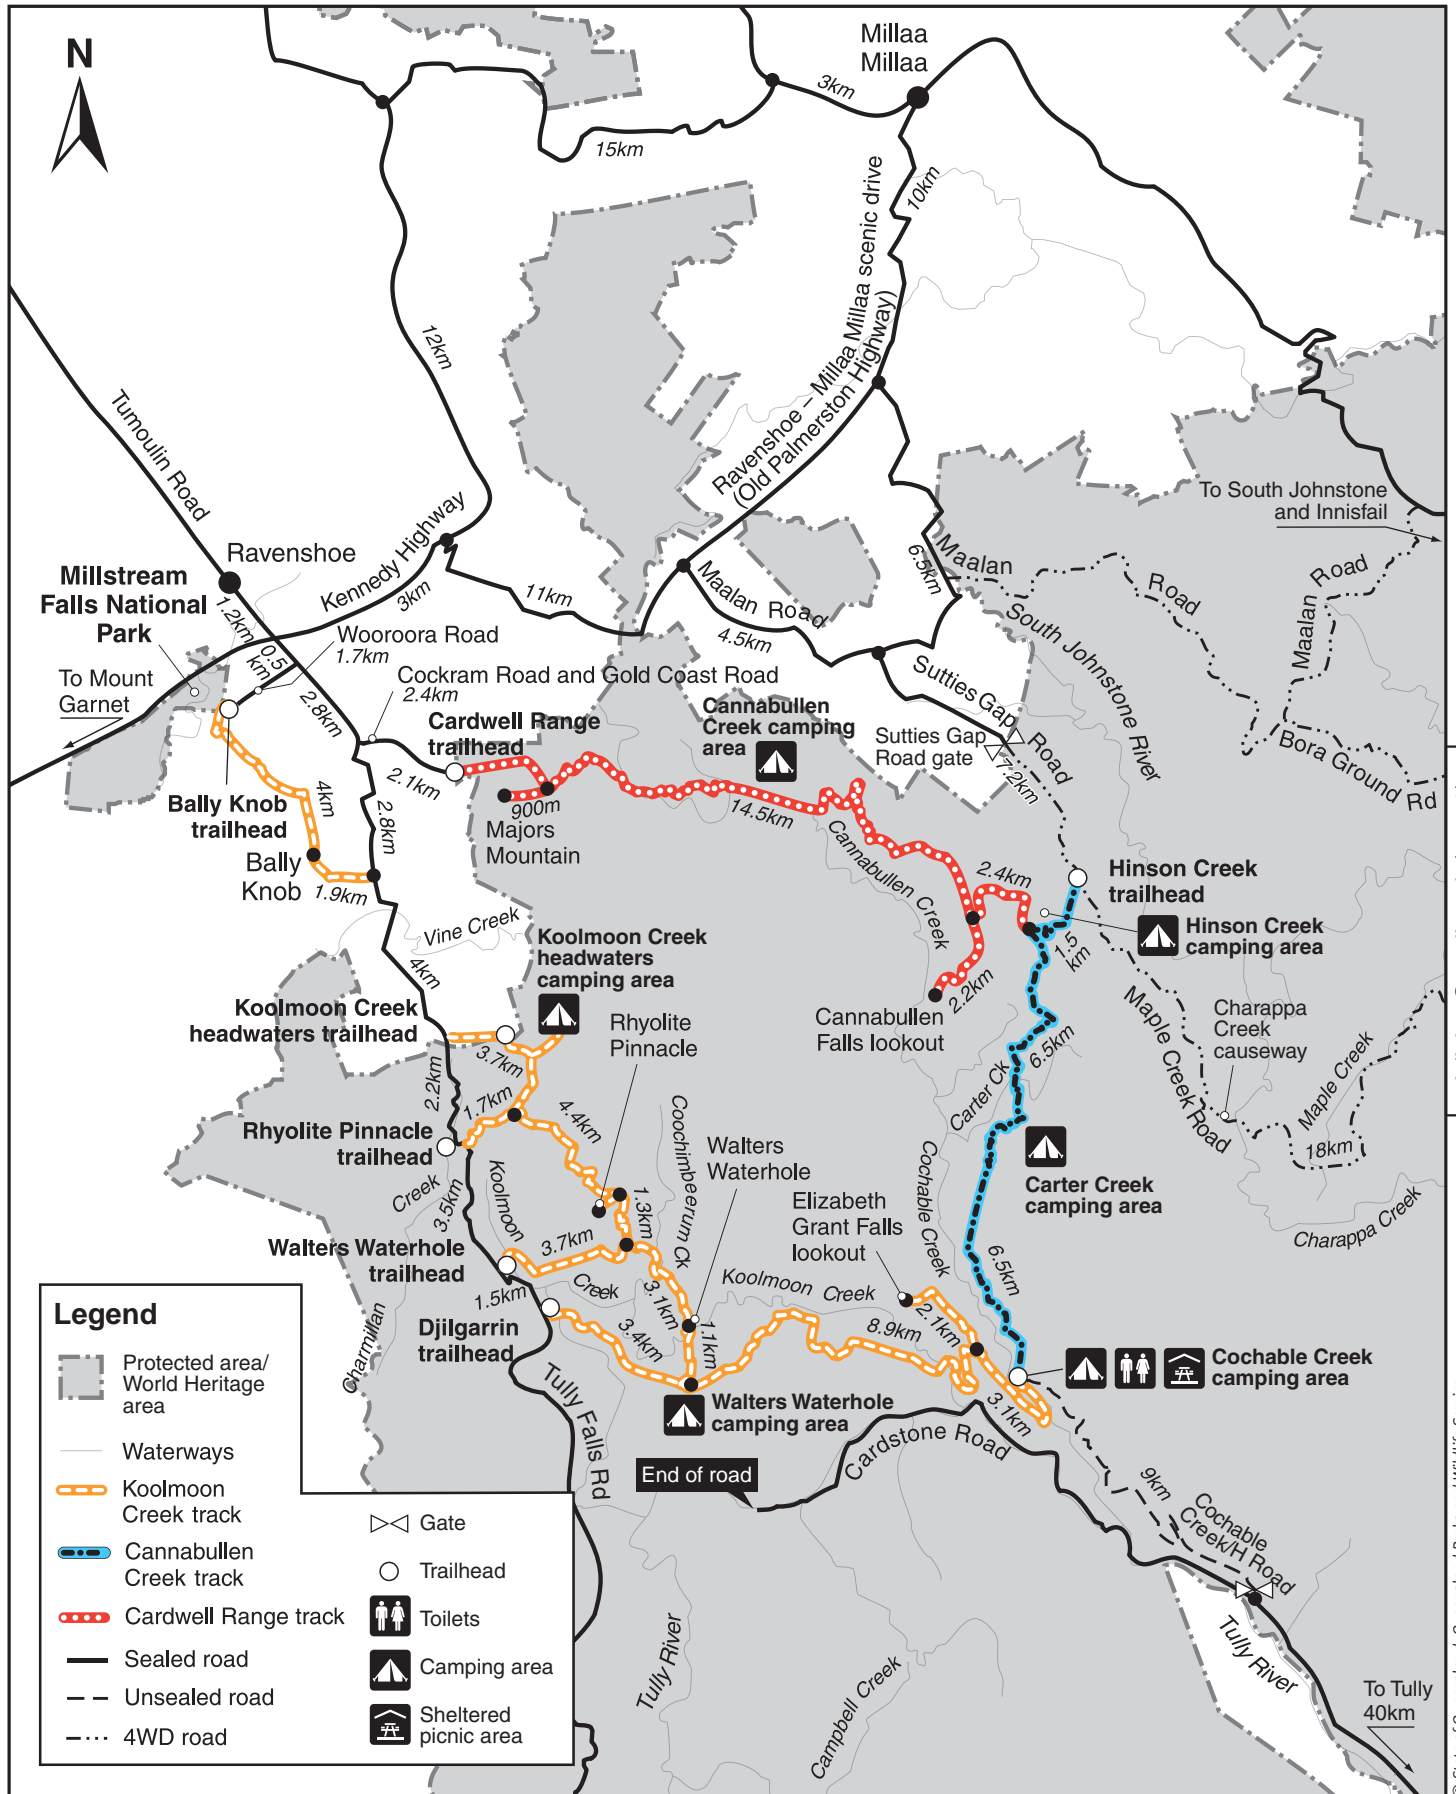 N
Millaa
Millaa
3km
15km
10km
12km
Ravenshoe – Millaa Millaa scenic drive
(Old Palmerston Highway)
Tumoulin Road
To South Johnstone
and Innisfail
Ravenshoe
Kennedy Highway
3km
11km
Maalan Road
4.5km
6.5km
Maalan
Road
Maalan
Road
Bora Ground
Rd
South Johnstone River
Millstream
Falls National
Park
1.2km
0.5
km
Wooroora Road
1.7km
To Mount
Garnet
Cockram Road and Gold Coast Road
2.4km
2.8km
Cardwell Range
trailhead
2.1km
Cannabullen
Creek camping
area
Sutties Gap
Road
Sutties Gap
Road gate
7.2km
Bally Knob
trailhead
4km
2.8km
900m
Majors
Mountain
14.5km
Cannabullen Creek
2.4km
Hinson Creek
trailhead
Bally
Knob
1.9km
Vine Creek
Hinson Creek
camping area
1.5
km
Koolmoon Creek
headwaters
camping area
4km
2.2km
Cannabullen
Falls lookout
Koolmoon Creek
headwaters trailhead
Rhyolite
Pinnacle
3.7km
Maple Creek Road
Charappa
Creek
causeway
Maple Creek
18km
6.5km
Carter Ck
2.2km
1.7km
4.4km
Coochimbeerum Ck
Rhyolite Pinnacle
trailhead
Walters
Waterhole
Cochable Creek
Carter Creek
camping area
Elizabeth
Grant Falls
lookout
Charappa Creek
Creek
3.5km
Koolmoon
1.3km
3.7km
Walters Waterhole
trailhead
Creek
3.1km
Koolmoon
Creek
6.5km
1.5km
Djilgarrin
trailhead
3.4km
1.1km
8.9km
2.1km
Charmillan
Cochable Creek
camping area
3.1km
Walters Waterhole
camping area
Tully Falls Rd
Cardstone Road
End of road
9km
Cochable
Creek/H Road
Tully River
Tully River
Campbell Creek
To Tully
40km
Legend
Protected area/
World Heritage
area
Waterways
Koolmoon
Creek track
Cannabullen
Creek track
Cardwell Range track
Sealed road
Unsealed road
4WD road
Gate
Trailhead
Toilets
Camping area
Sheltered
picnic area